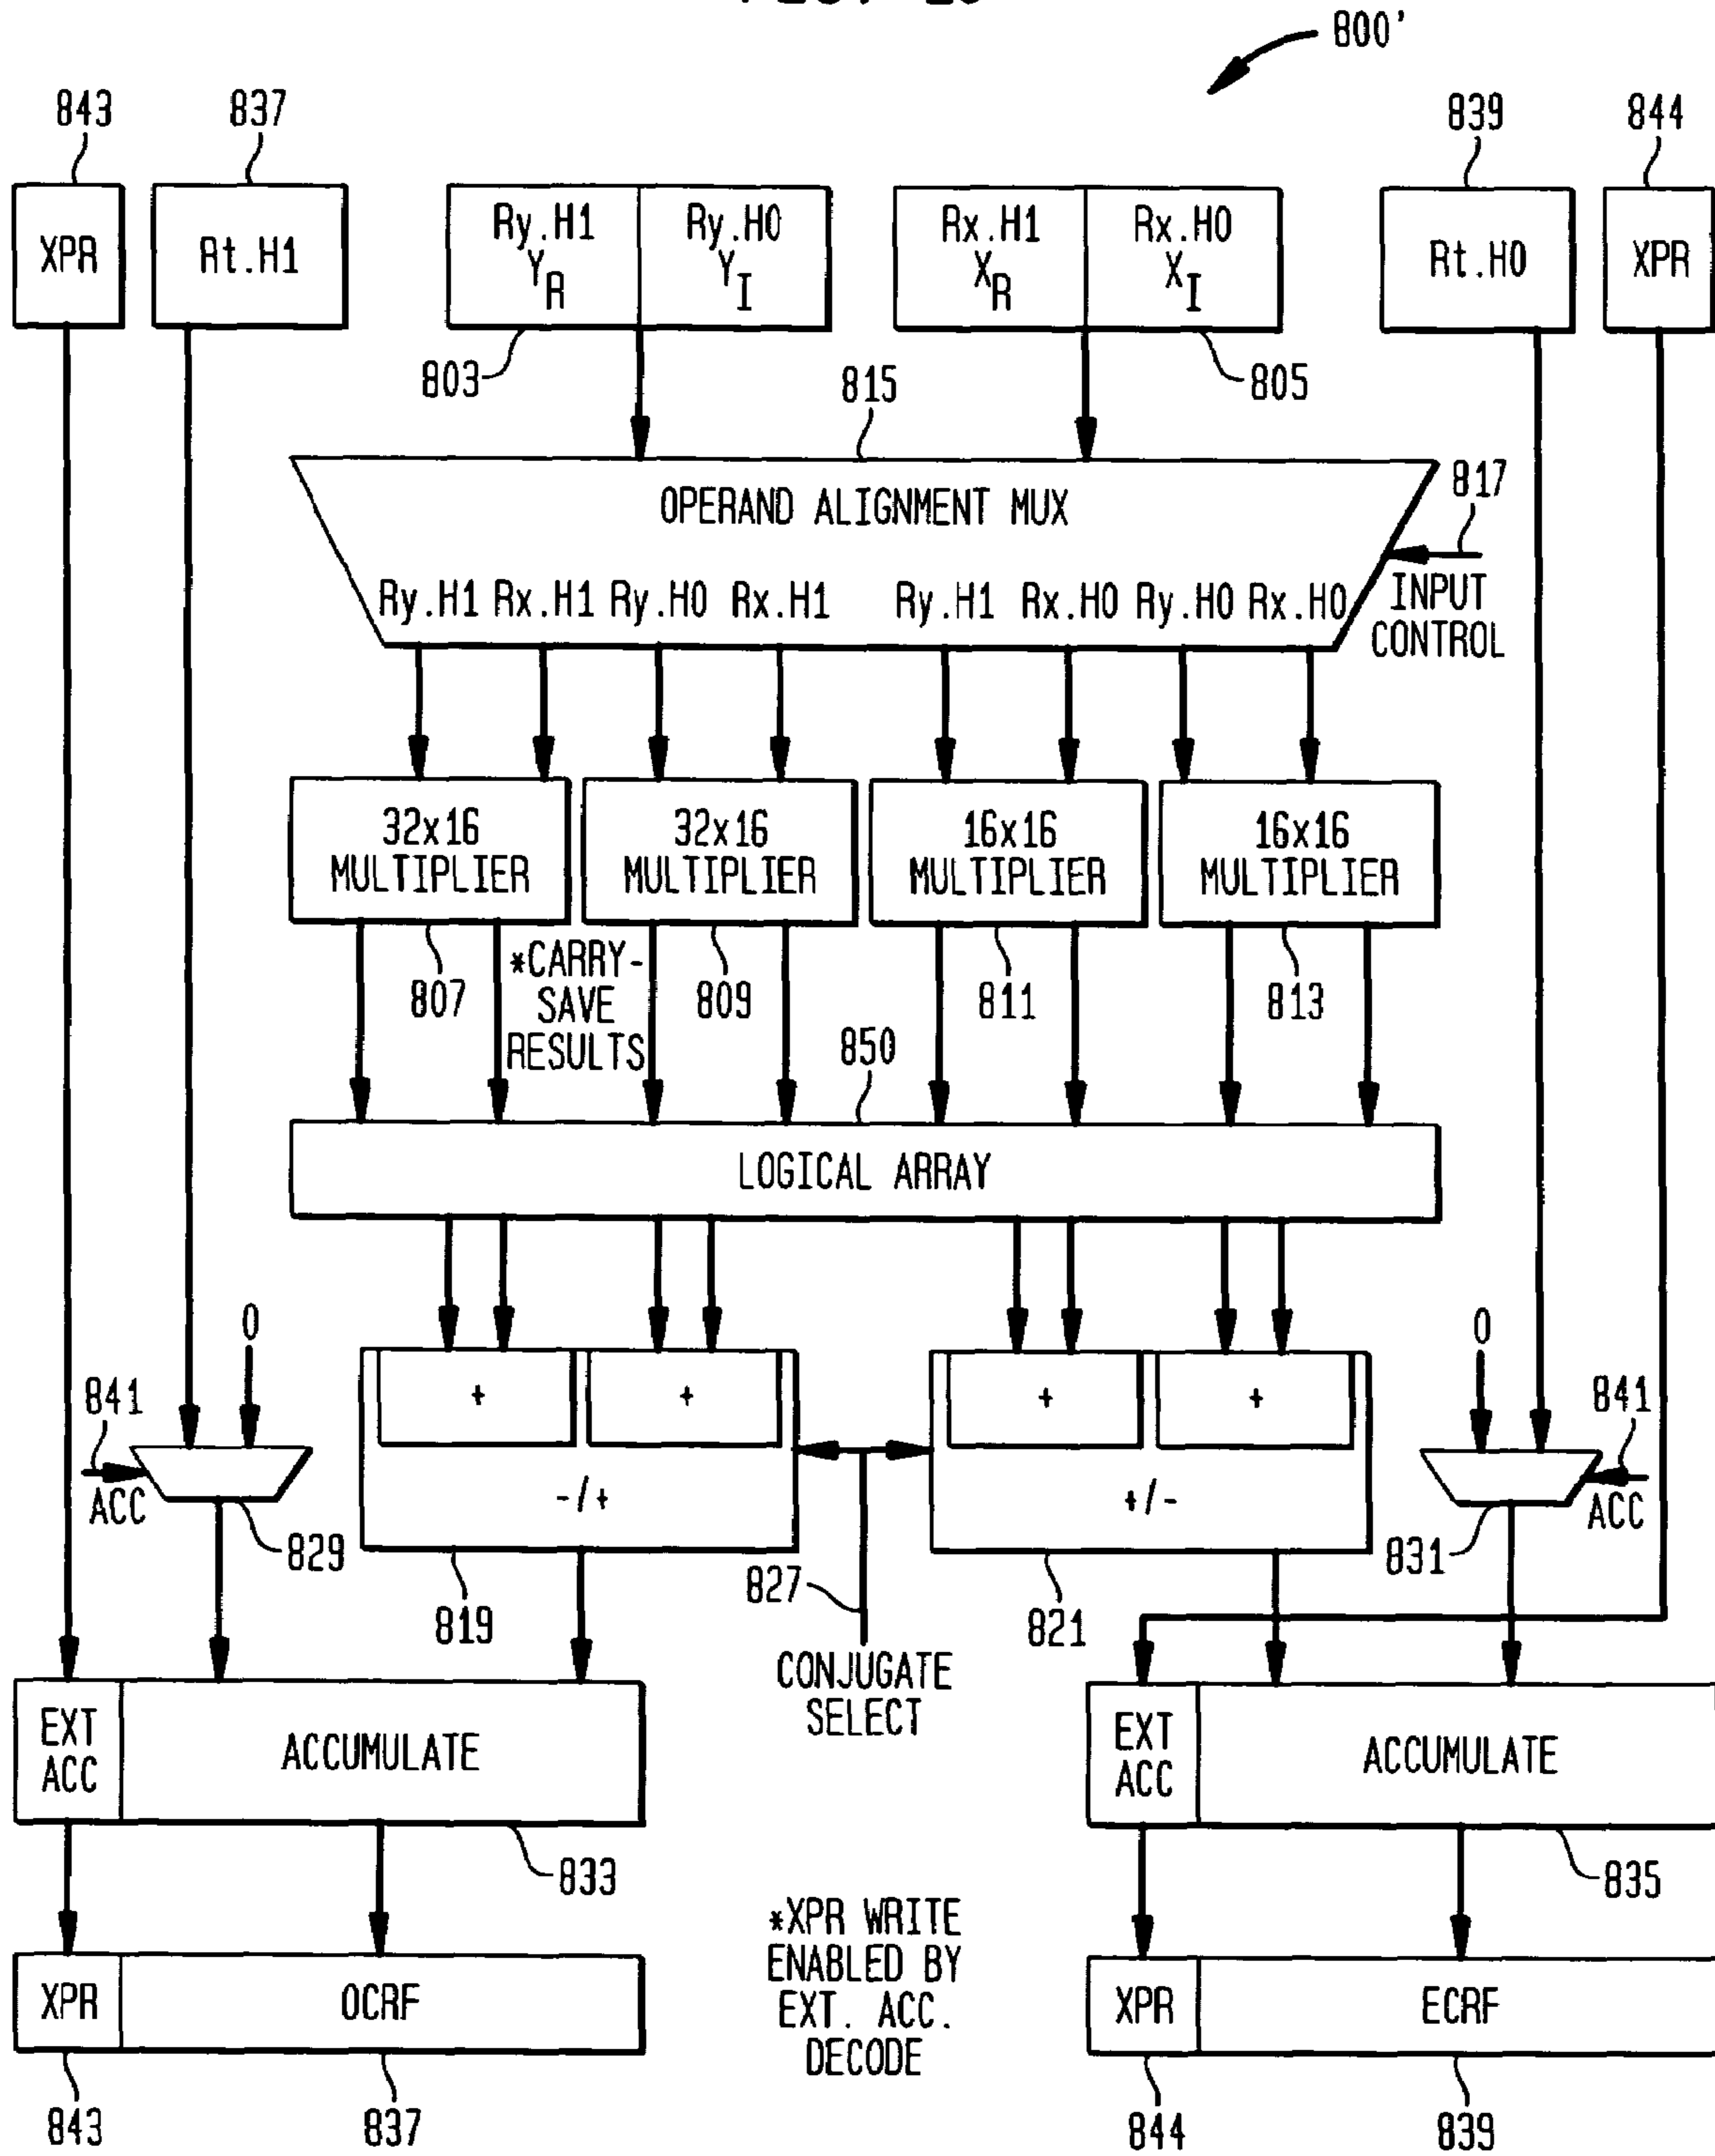 800'
843 837 839 844
XPR Rt.H1 Ry.H1 Ry.H0 Rx.H1 Rx.H0 Rt.H0 XPR
YR YI XR XI
803 815 805
OPERAND ALIGNMENT MUX
817
Ry.H1 Rx.H1 Ry.H0 Rx.H1 Ry.H1 Rx.H0 Ry.H0 Rx.H0
INPUT
CONTROL
32x16 32x16 16x16 16x16
MULTIPLIER MULTIPLIER MULTIPLIER MULTIPLIER
807 809 811 813
*CARRY-
SAVE
RESULTS
850
LOGICAL ARRAY
0 0
841 + + + + 841
ACC -/+ +/- ACC
829 819 827 821 831
CONJUGATE
SELECT
EXT
ACC
ACCUMULATE
EXT
ACC
ACCUMULATE
833 835
*XPR WRITE
ENABLED BY
EXT. ACC.
DECODE
XPR OCRF XPR ECRF
843 837 844 839